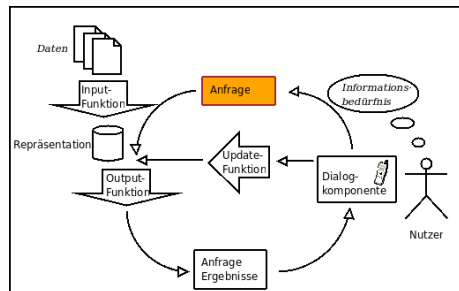 Daten
Input-
Funktion
Anfrage
Informations-
bedürfnis
Repräsentation
Update-
Funktion
Output-
Funktion
Dialog-
komponente
Nutzer
Anfrage
Ergebnisse